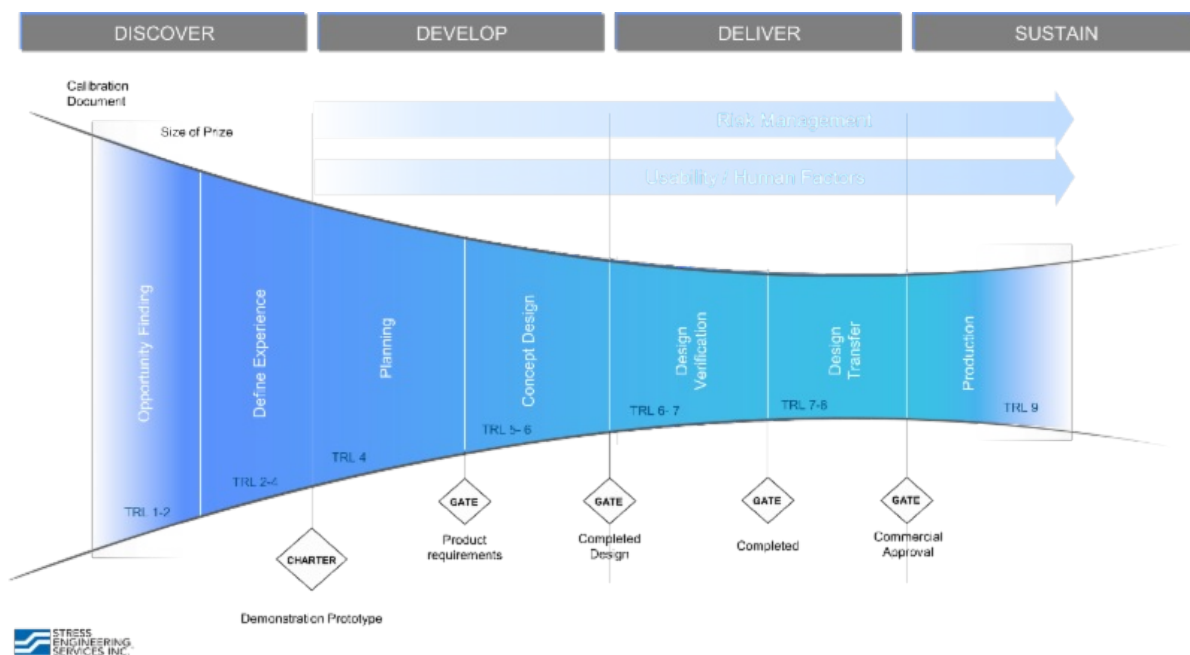 DISCOVER
DEVELOP
DELIVER
SUSTAIN
Calibration
Document
Size of Prize
Risk Management
Usability / Human Factors
Opportunity Finding
Define Experience
Planning
Concept Design
Design
Verification
Design
Transfer
Production
TRL 1-2
TRL 2-4
TRL 4
TRL 5- 6
TRL 6- 7
TRL 7-8
TRL 9
CHARTER
GATE
GATE
GATE
GATE
Demonstration Prototype
Product
requirements
Completed
Design
Completed
Commercial
Approval
STRESS
ENGINEERING
SERVICES INC.